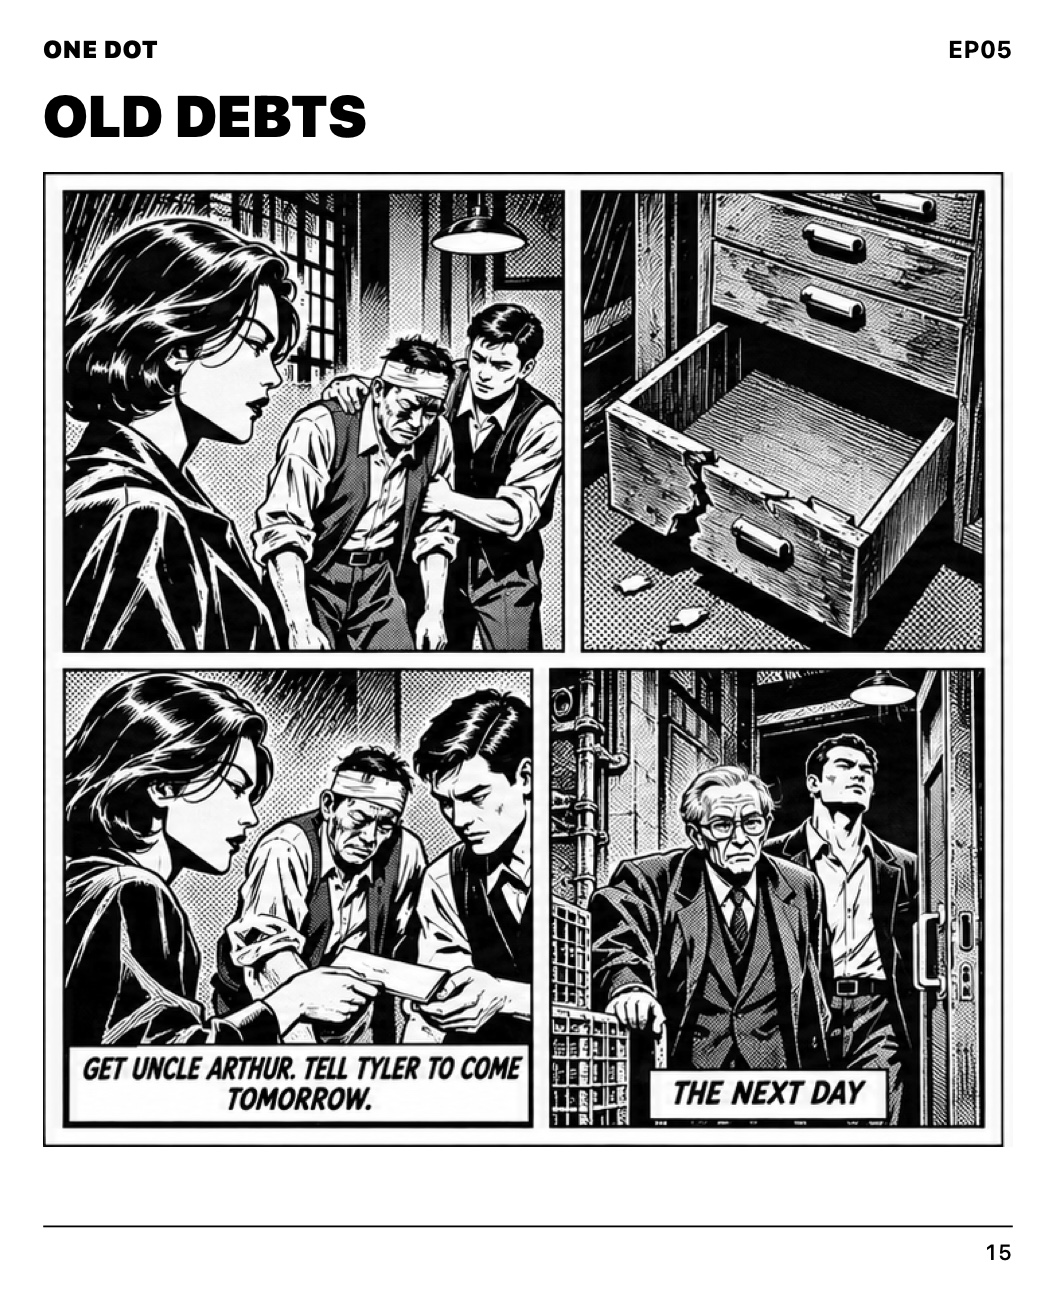 ONE DOT
EP05
OLD DEBTS
GET UNCLE ARTHUR. TELL TYLER TO COME
TOMORROW.
THE NEXT DAY
15